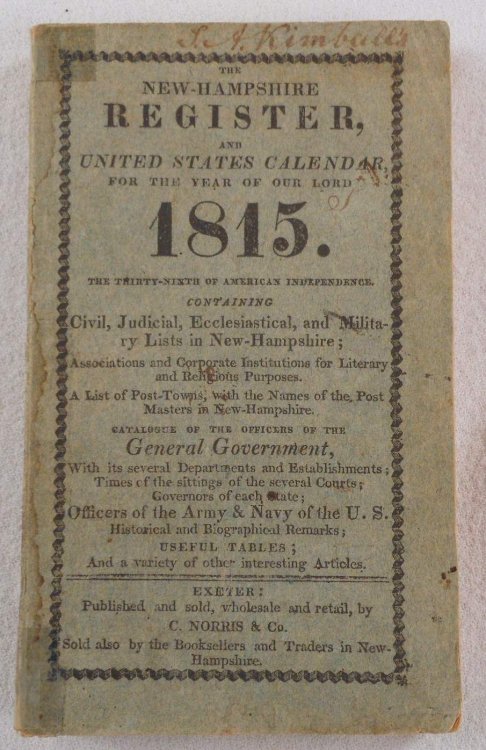 Kimball's
THE
NEW-HAMPSHIRE
REGISTER,
AND
UNITED STATES CALENDAR,
FOR THE YEAR OF OUR LORD
1815.
THE THIRTY-NINTH OF AMERICAN INDEPENDENCE.
CONTAINING
Civil, Judicial, Ecclesiastical, and Milita-
ry Lists in New-Hampshire;
Associations and Corporate Institutions for Literary
and Religious Purposes.
A List of Post-Towns, with the Names of the Post
Masters in New-Hampshire.
CATALOGUE OF THE OFFICERS OF THE
General Government,
With its several Departments and Establishments;
Times of the sittings of the several Courts;
Governors of each State;
Officers of the Army & Navy of the U. S.
Historical and Biographical Remarks;
USEFUL TABLES;
And a variety of other interesting Articles.
EXETER:
Published and sold, wholesale and retail, by
C. NORRIS & Co.
Sold also by the Booksellers and Traders in New-
Hampshire.